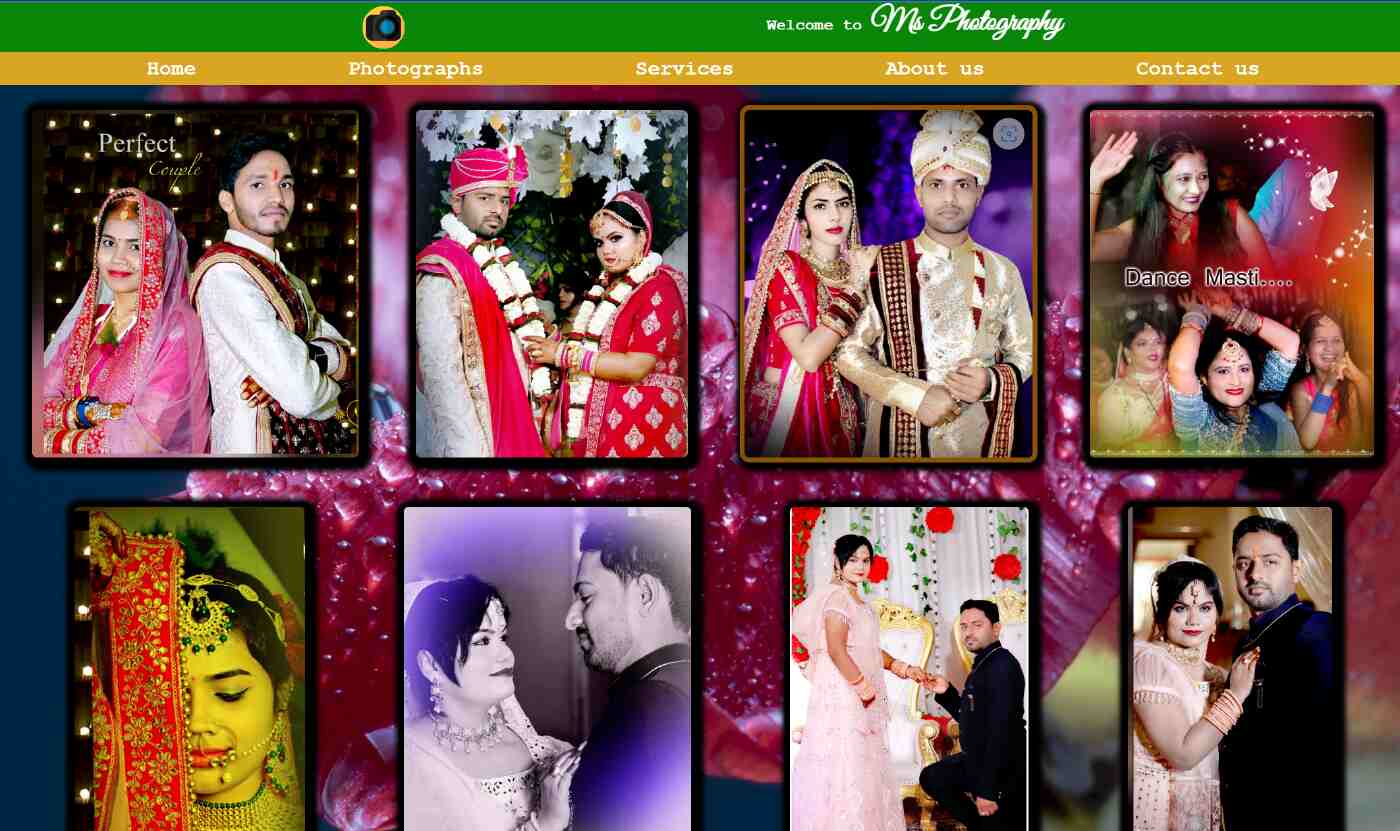 Welcome to Ms Photography
Home Photographs Services About us Contact us
Perfect
Couple
Dance Masti....